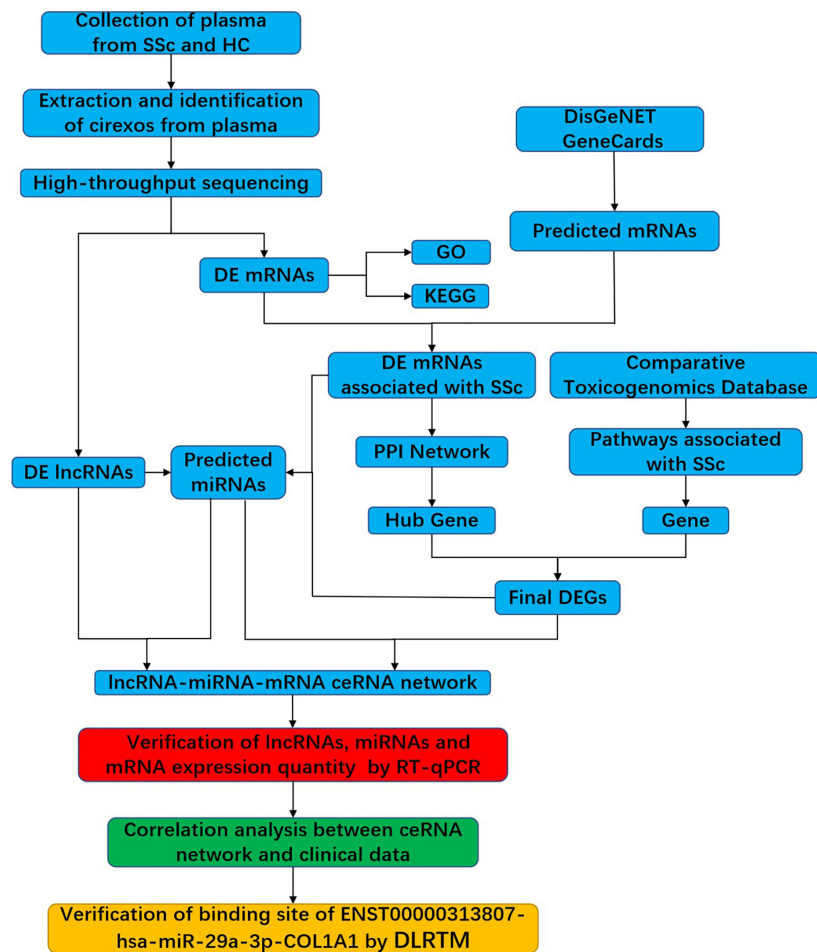 Collection of plasma
from SSc and HC
Extraction and identification
of cirexos from plasma
High-throughput sequencing
DisGeNET
GeneCards
Predicted mRNAs
DE mRNAs
GO
KEGG
DE mRNAs
associated with SSc
Comparative
Toxicogenomics Database
PPI Network
Pathways associated
with SSc
DE lncRNAs
Predicted
miRNAs
Hub Gene
Gene
Final DEGs
lncRNA-miRNA-mRNA ceRNA network
Verification of lncRNAs, miRNAs and
mRNA expression quantity by RT-qPCR
Correlation analysis between ceRNA
network and clinical data
Verification of binding site of ENST00000313807-
hsa-miR-29a-3p-COL1A1 by DLRTM